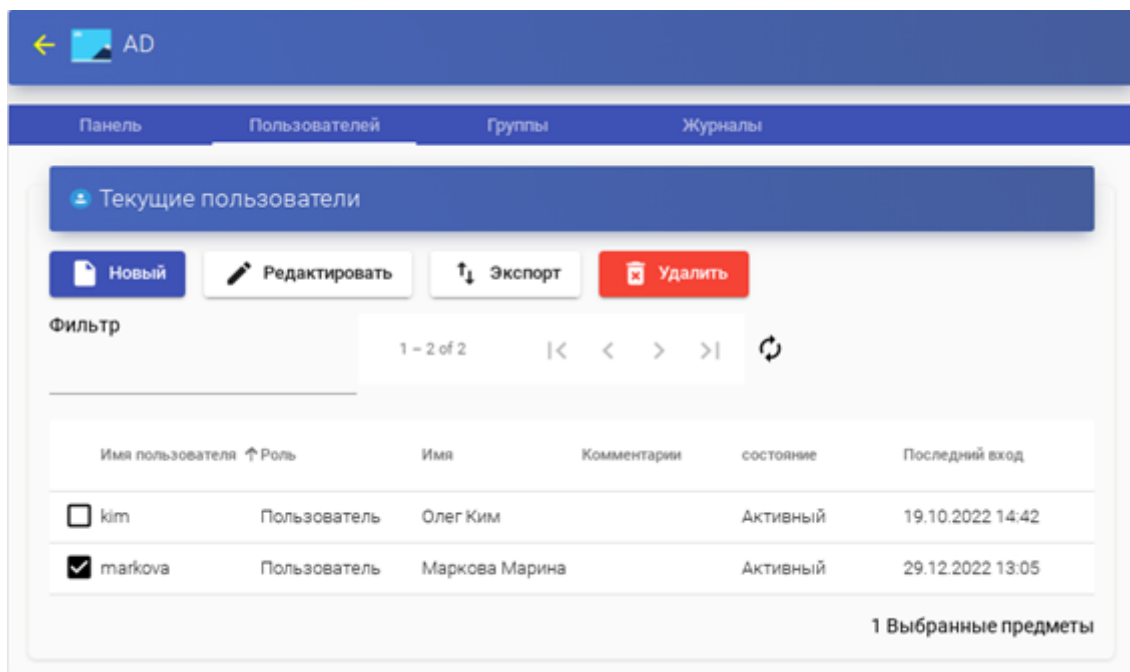 AD
Панель Пользователей Группы Журналы
Текущие пользователи
Новый Редактировать Экспорт Удалить
Фильтр
1 – 2 of 2
Имя пользователя Роль Имя Комментарии состояние Последний вход
kim Пользователь Олег Ким Активный 19.10.2022 14:42
markova Пользователь Маркова Марина Активный 29.12.2022 13:05
1 Выбранные предметы